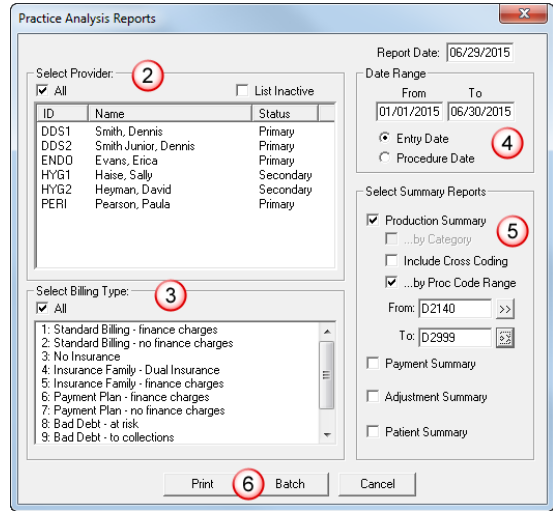 Practice Analysis Reports
x
Report Date: 06/29/2015
Select Provider:
2
All
List Inactive
ID Name Status
DDS1 Smith, Dennis Primary
DDS2 Smith Junior, Dennis Primary
ENDO Evans, Erica Primary
HYG1 Haise, Sally Secondary
HYG2 Heyman, David Secondary
PERI Pearson, Paula Primary
Date Range
From To
01/01/2015 06/30/2015
Entry Date
Procedure Date
4
Select Billing Type:
3
All
1: Standard Billing - finance charges
2: Standard Billing - no finance charges
3: No Insurance
4: Insurance Family - Dual Insurance
5: Insurance Family - finance charges
6: Payment Plan - finance charges
7: Payment Plan - no finance charges
8: Bad Debt - at risk
9: Bad Debt - to collections
Select Summary Reports
Production Summary
5
...by Category
Include Cross Coding
...by Proc Code Range
From: D2140 >>
To: D2999 >>
Payment Summary
Adjustment Summary
Patient Summary
Print 6 Batch Cancel